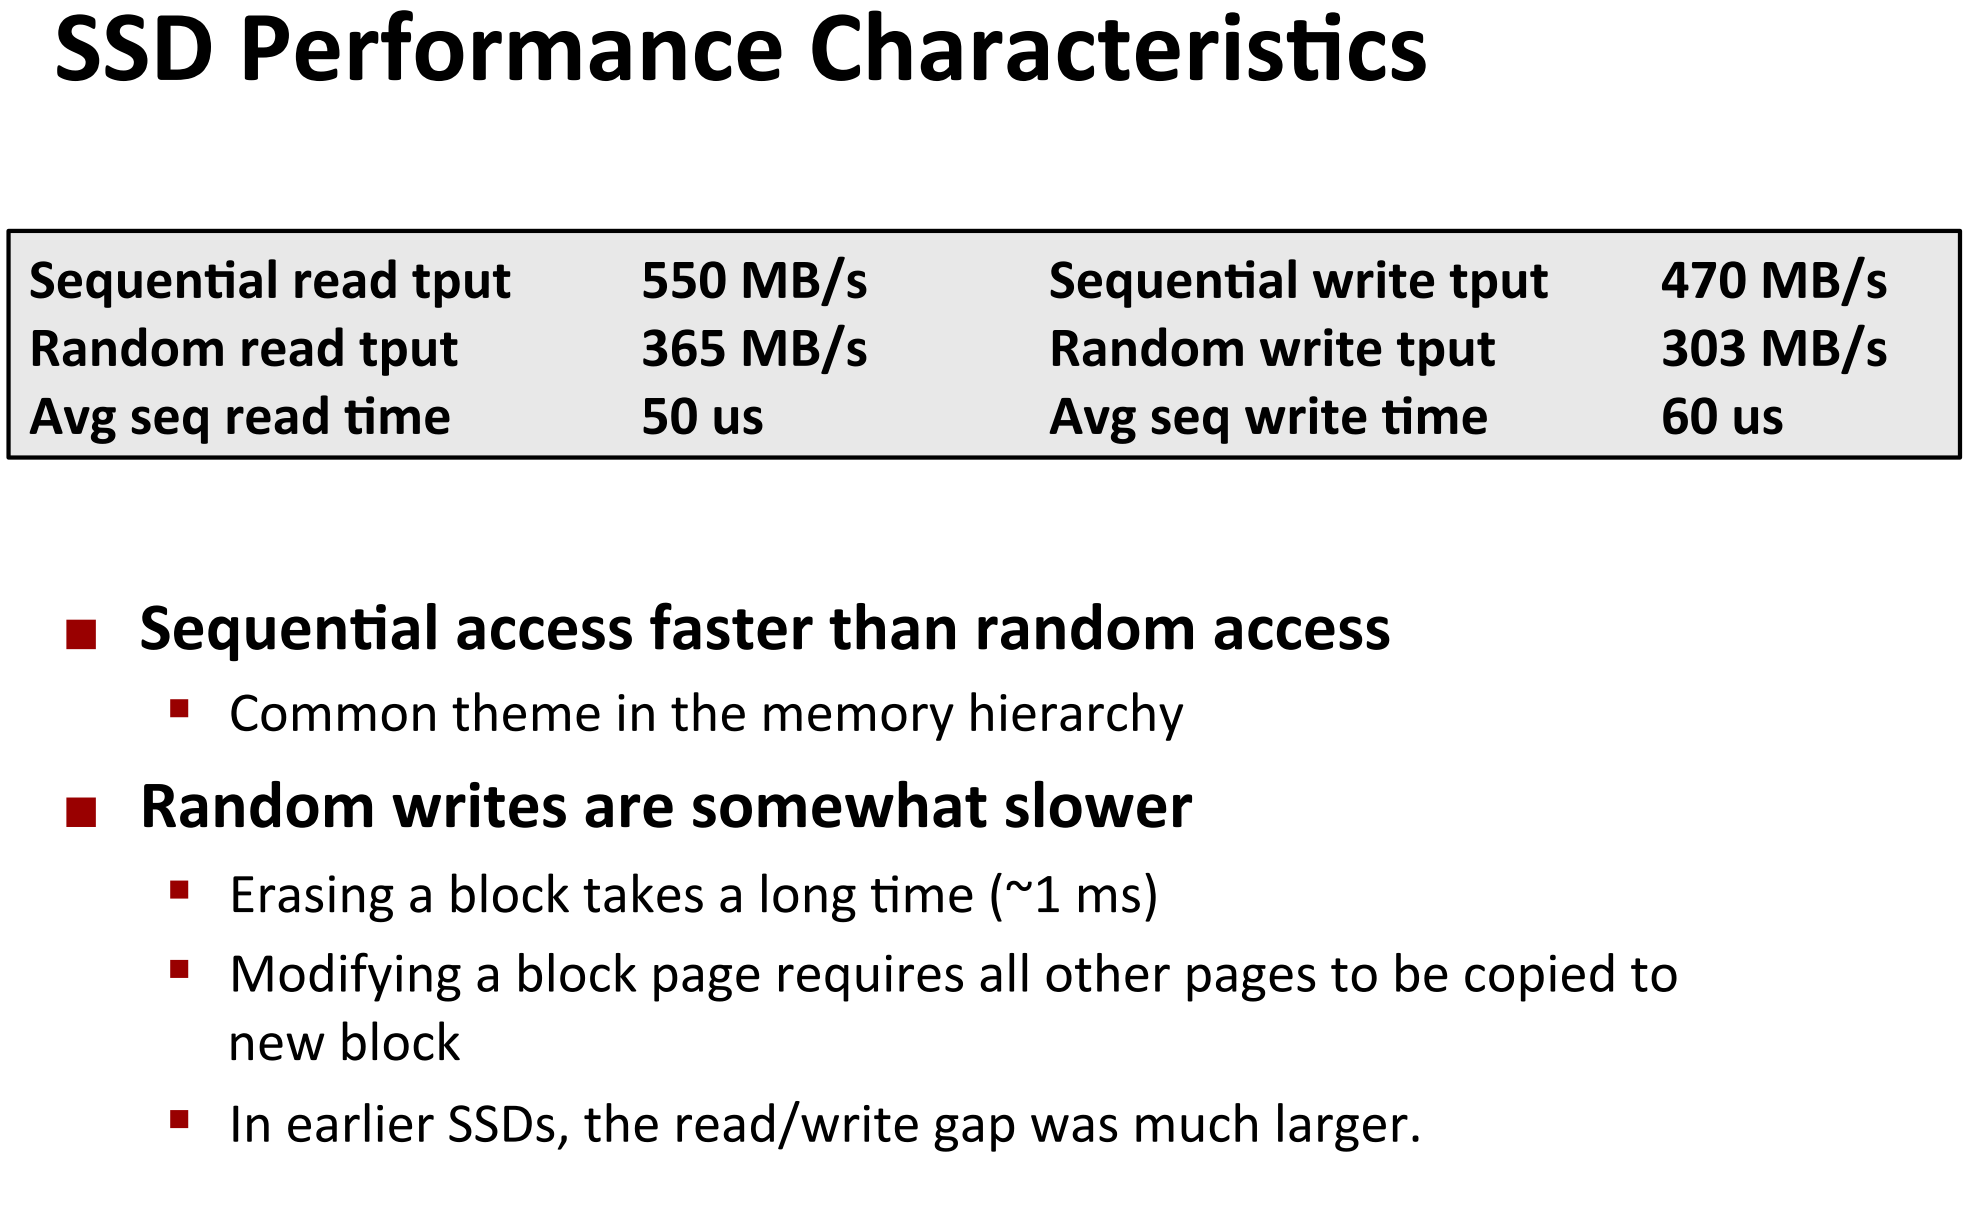 SSD Performance Characteristics
Sequential read tput 550 MB/s Sequential write tput 470 MB/s
Random read tput 365 MB/s Random write tput 303 MB/s
Avg seq read time 50 us Avg seq write time 60 us
Sequential access faster than random access
Common theme in the memory hierarchy
Random writes are somewhat slower
Erasing a block takes a long time (~1 ms)
Modifying a block page requires all other pages to be copied to
new block
In earlier SSDs, the read/write gap was much larger.